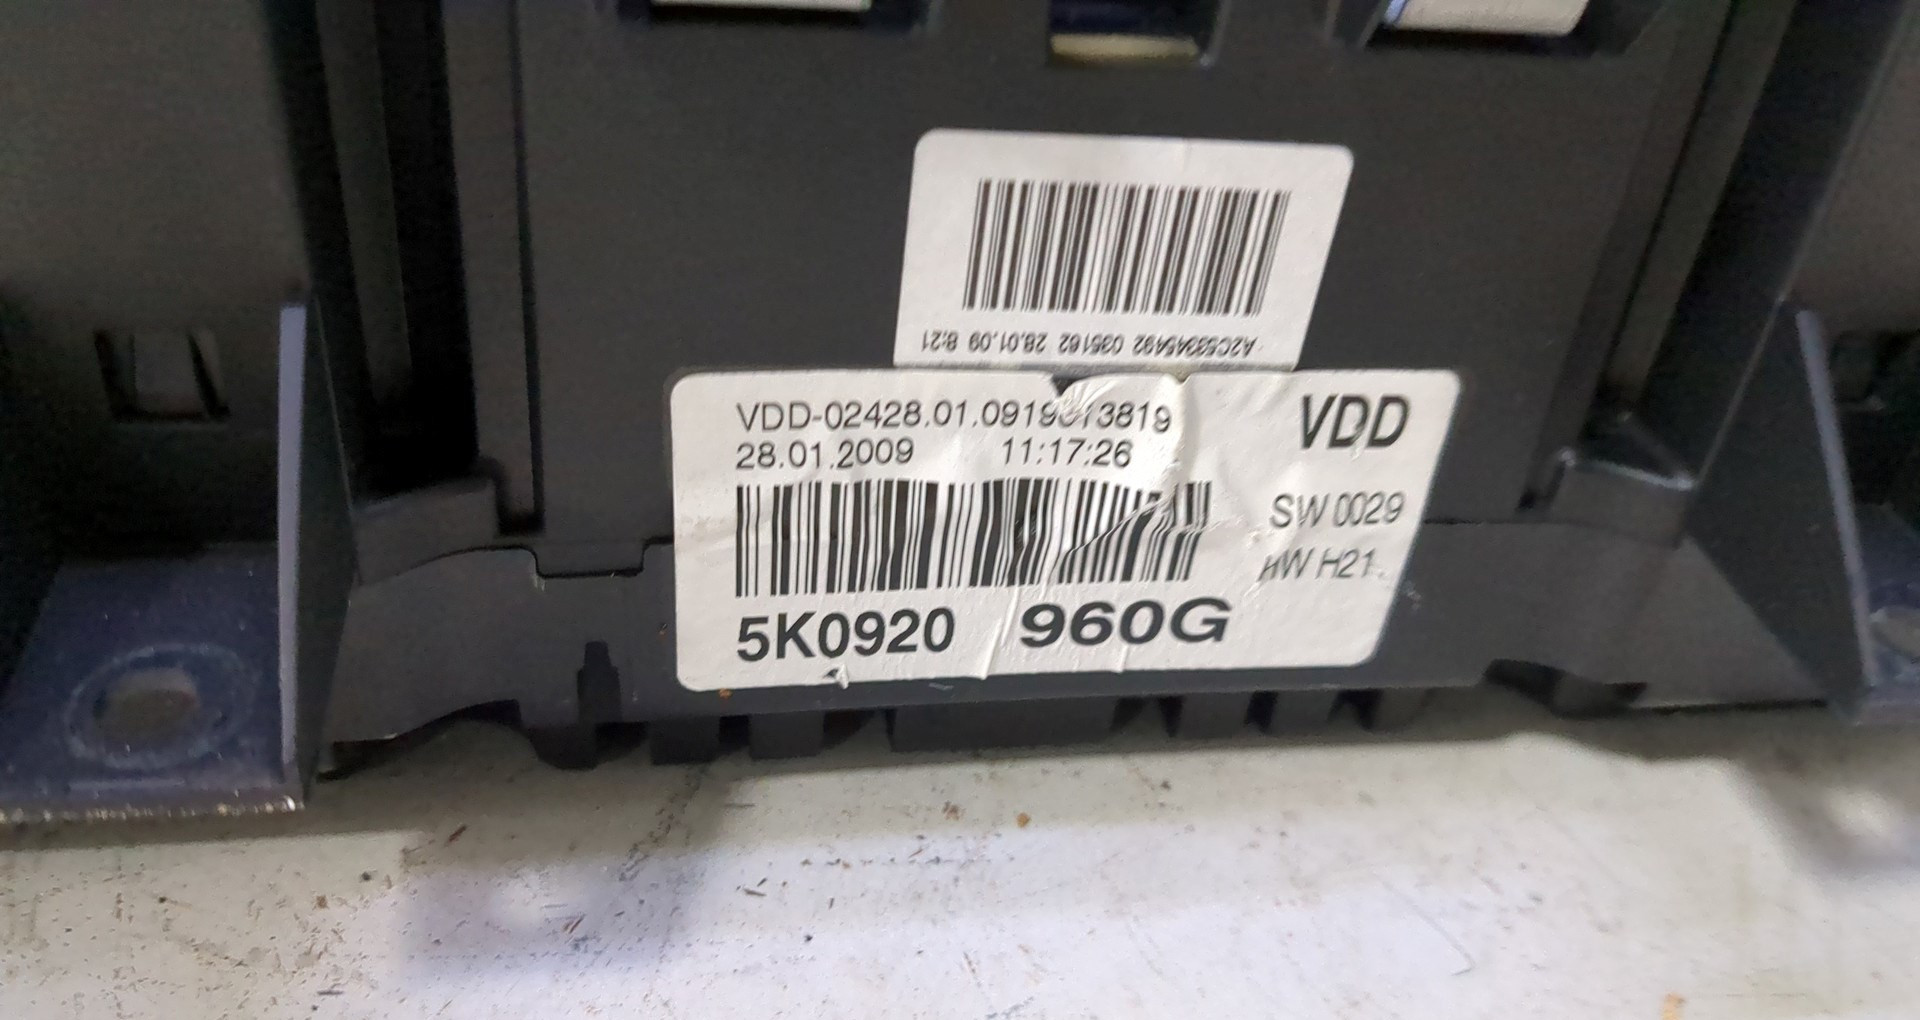 A2C53345492 035162 28.01.09 8:21
VDD-02428.01.0919013819
28.01.2009 11:17:26
VDD
SW 0029
HW H21.
5K0920 960G